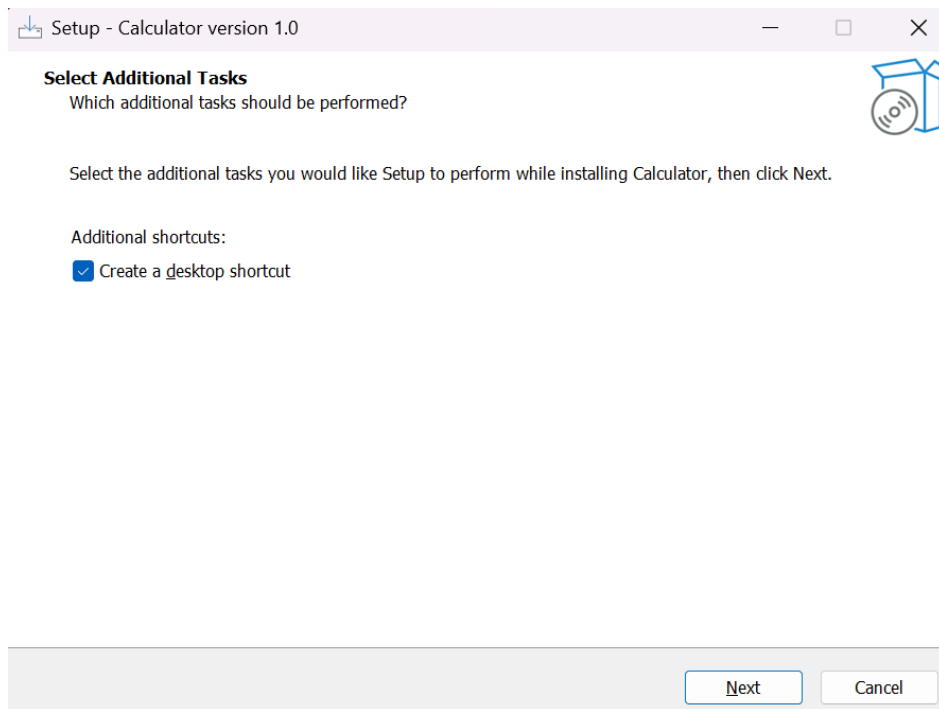 Setup - Calculator version 1.0
Select Additional Tasks
Which additional tasks should be performed?
Select the additional tasks you would like Setup to perform while installing Calculator, then click Next.
Additional shortcuts:
Create a desktop shortcut
Next
Cancel